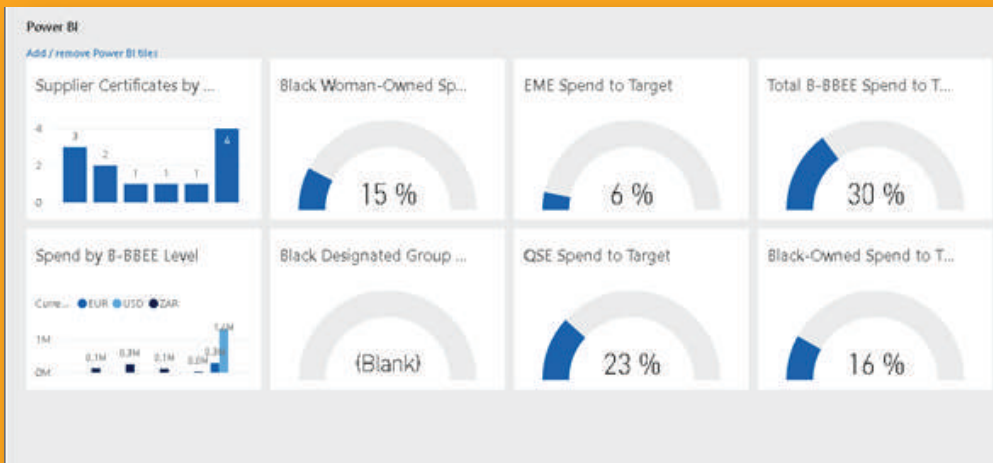 Power BI
Add / remove Power BI tiles
Supplier Certificates by ...
4
2
0
3
2
1
1
1
4
Black Woman-Owned Sp...
15 %
EME Spend to Target
6 %
Total B-BBEE Spend to T...
30 %
Spend by B-BBEE Level
Curre... EUR USD ZAR
1M
0M
0.1M
0.3M
0.1M
0.0M
0.3M
Black Designated Group ...
(Blank)
QSE Spend to Target
23 %
Black-Owned Spend to T...
16 %